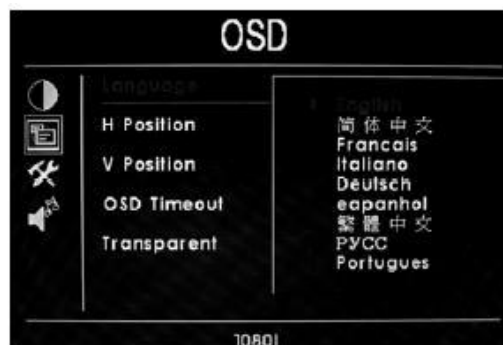 OSD
Language
H Position
V Position
OSD Timeout
Transparent
English
简体中文
Francais
Italiano
Deutsch
eapanhol
繁體中文
РУСС
Portugues
1080I